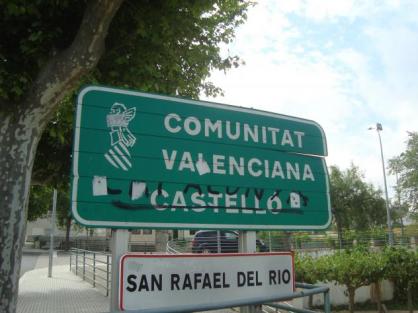 COMUNITAT
VALENCIANA
CASTELLÓ
SAN RAFAEL DEL RIO